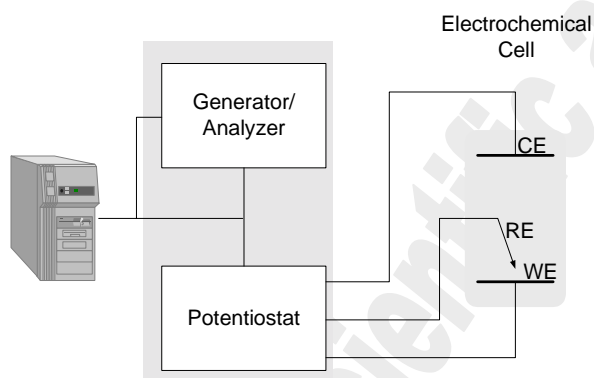 Electrochemical
Cell
Generator/
Analyzer
CE
RE
WE
Potentiostat